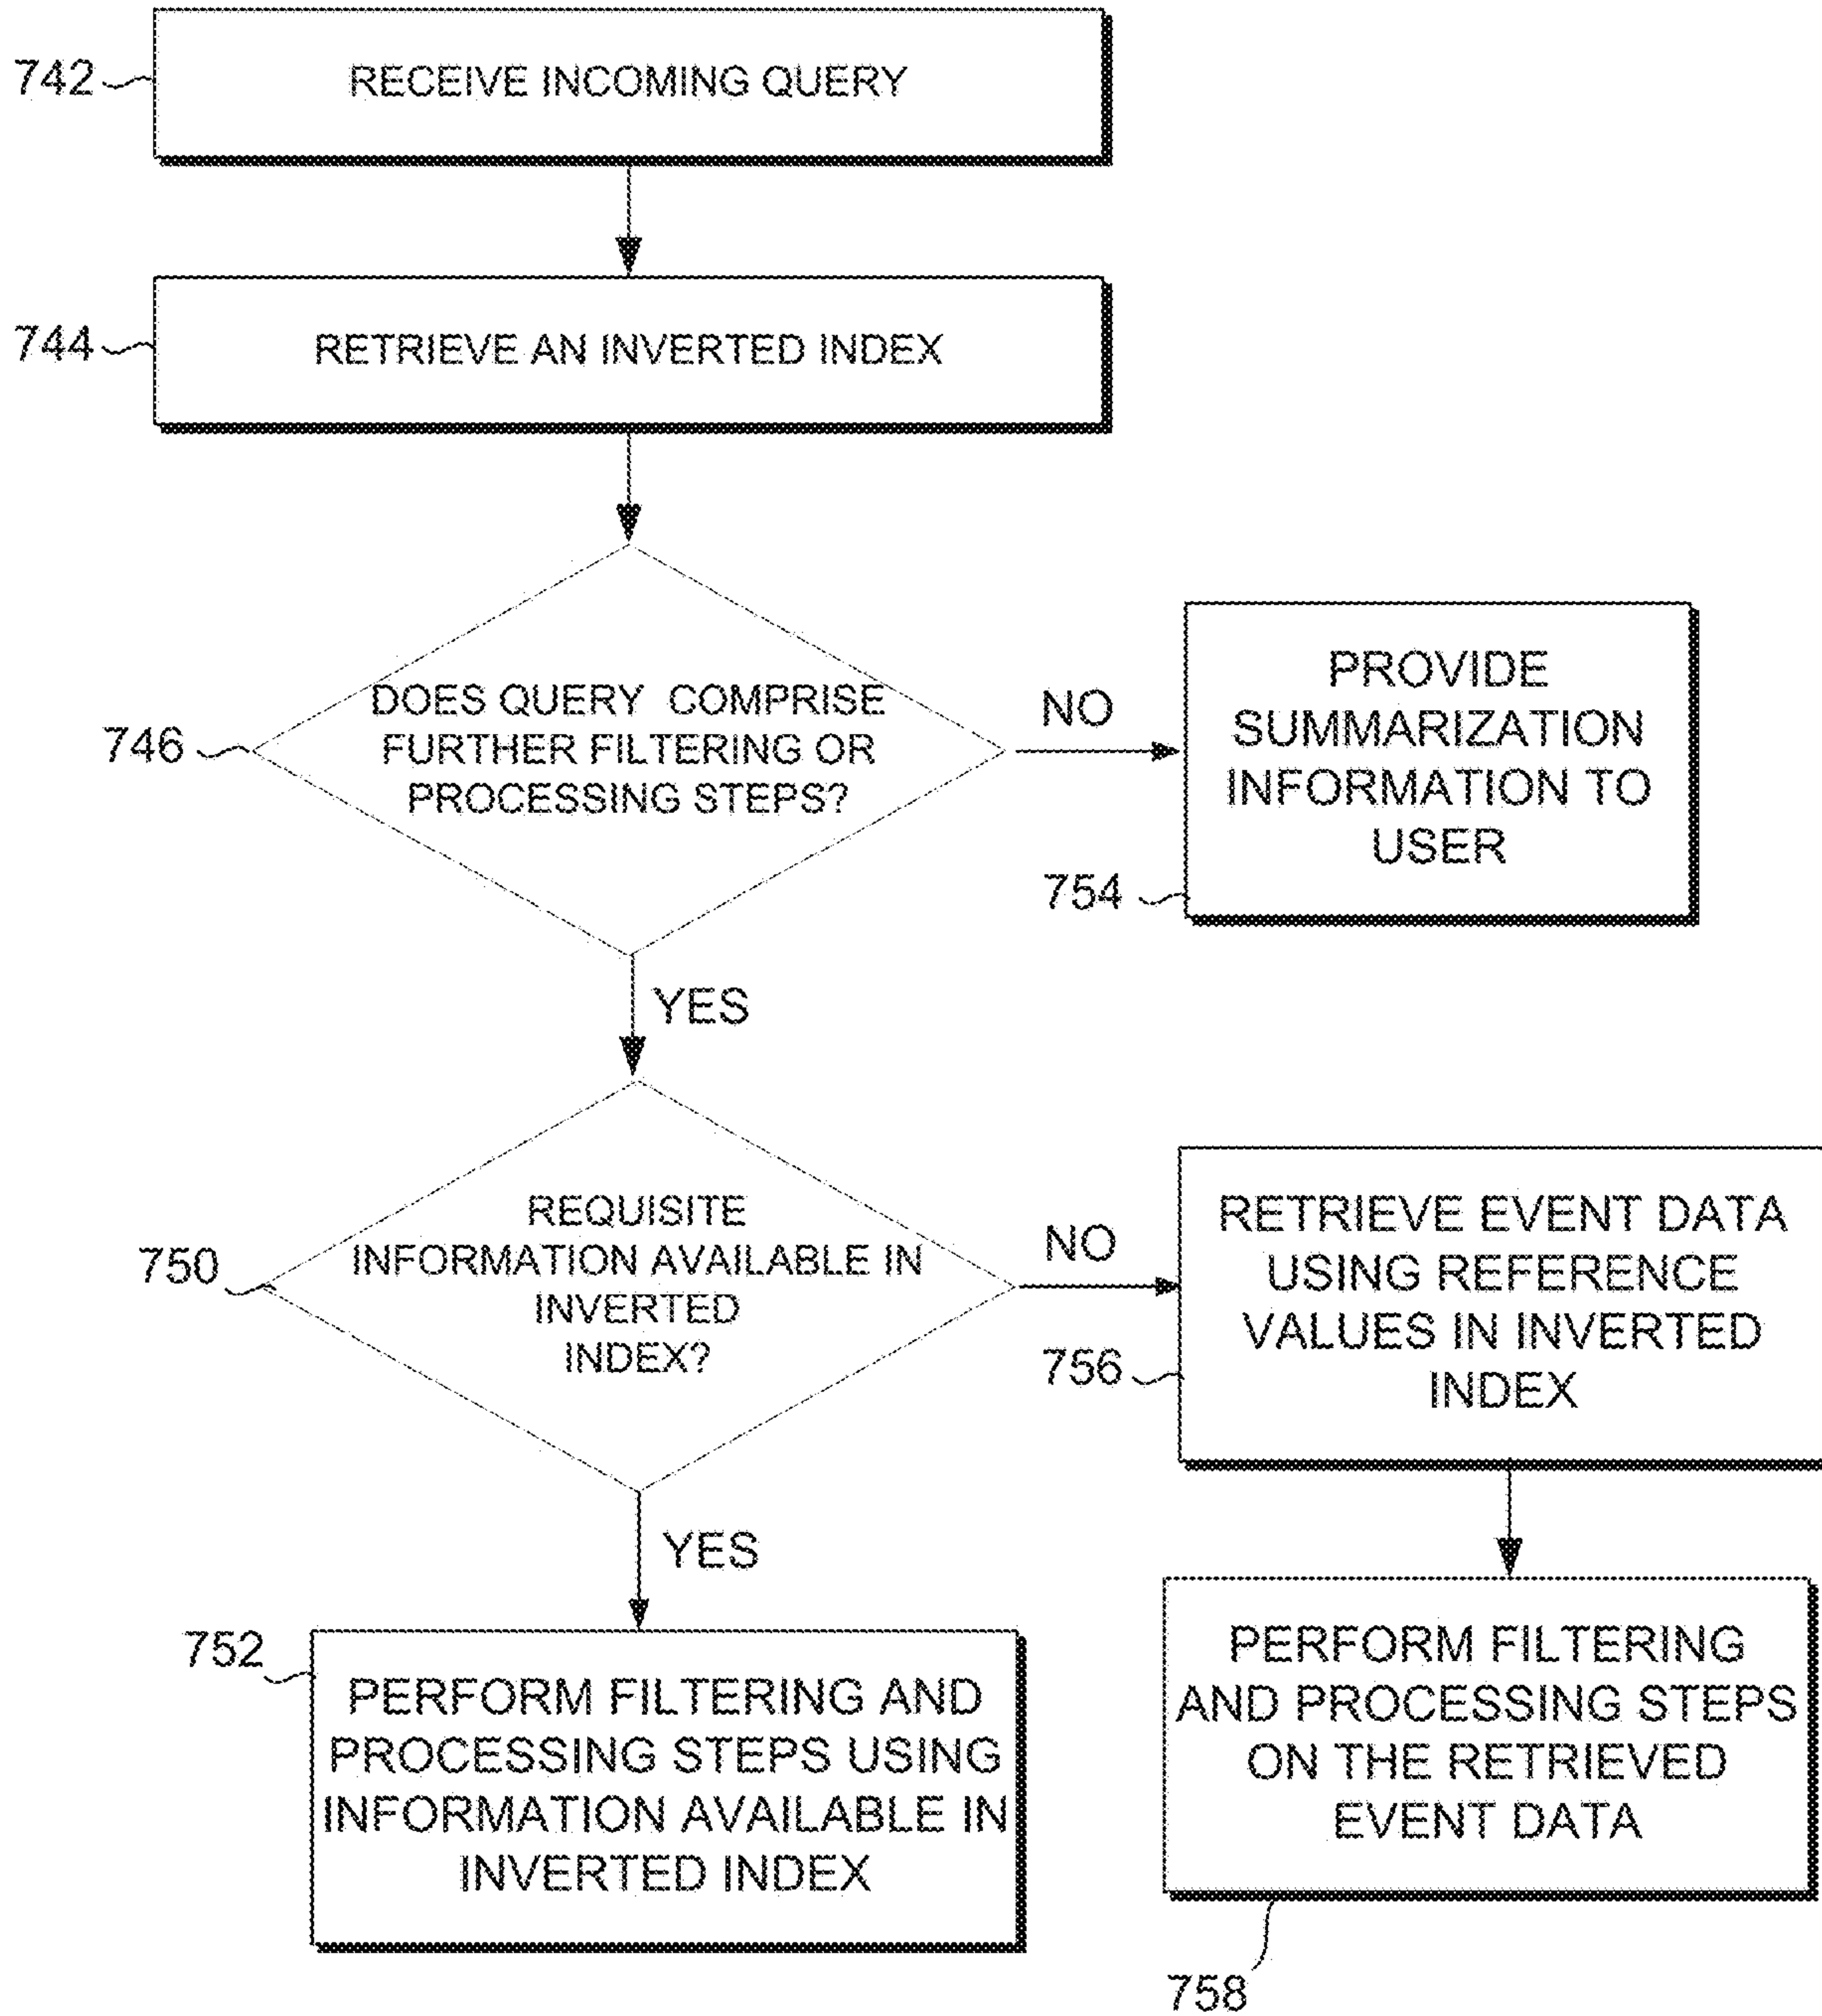 742
RECEIVE INCOMING QUERY
744
RETRIEVE AN INVERTED INDEX
746
DOES QUERY COMPRISE
FURTHER FILTERING OR
PROCESSING STEPS?
NO
PROVIDE
SUMMARIZATION
INFORMATION TO
USER
754
YES
750
REQUISITE
INFORMATION AVAILABLE IN
INVERTED
INDEX?
NO
RETRIEVE EVENT DATA
USING REFERENCE
VALUES IN INVERTED
INDEX
756
YES
752
PERFORM FILTERING AND
PROCESSING STEPS USING
INFORMATION AVAILABLE IN
INVERTED INDEX
PERFORM FILTERING
AND PROCESSING STEPS
ON THE RETRIEVED
EVENT DATA
758